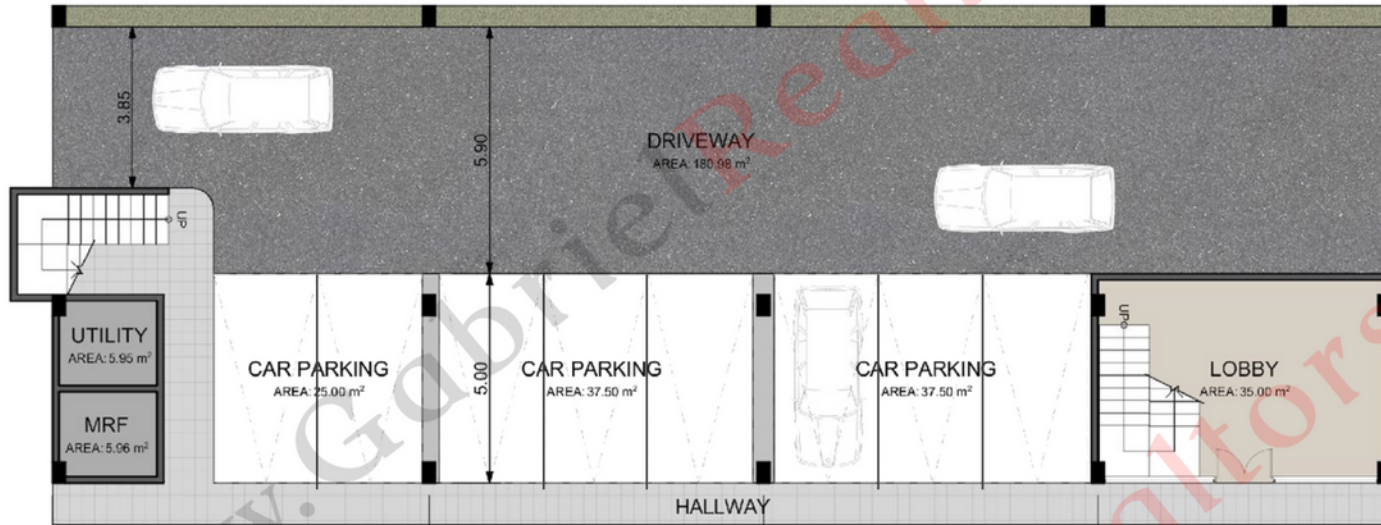 3.85
5.90
DRIVEWAY
AREA: 180.98 m²
UP
UTILITY
AREA: 5.95 m²
CAR PARKING
AREA: 25.00 m²
5.00
CAR PARKING
AREA: 37.50 m²
CAR PARKING
AREA: 37.50 m²
UP
LOBBY
AREA: 35.00 m²
MRF
AREA: 5.96 m²
HALLWAY
w.GabrielRea
altors